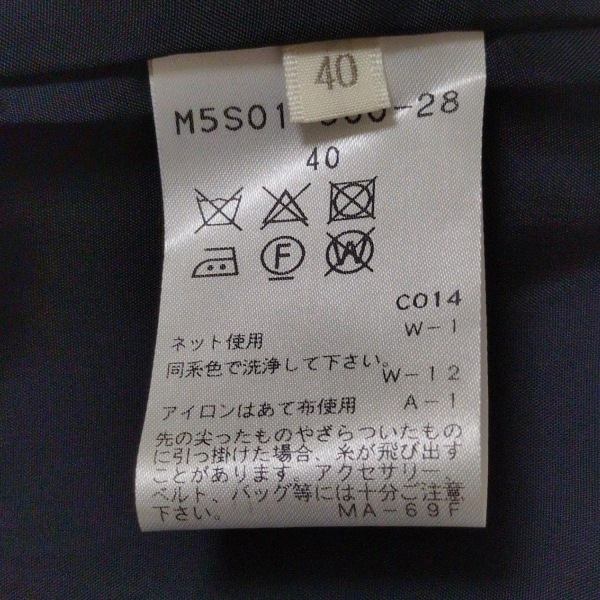 40
M5S01 500-28
40
F W
C014
ネット使用 W-1
同系色で洗浄して下さい。 W-12
アイロンはあて布使用 A-1
先の尖ったものやざらついたもの
に引っ掛けた場合、糸が飛び出す
ことがあります アクセサリー
ベルト、バッグ等には十分ご注意
下さい。 MA-69F